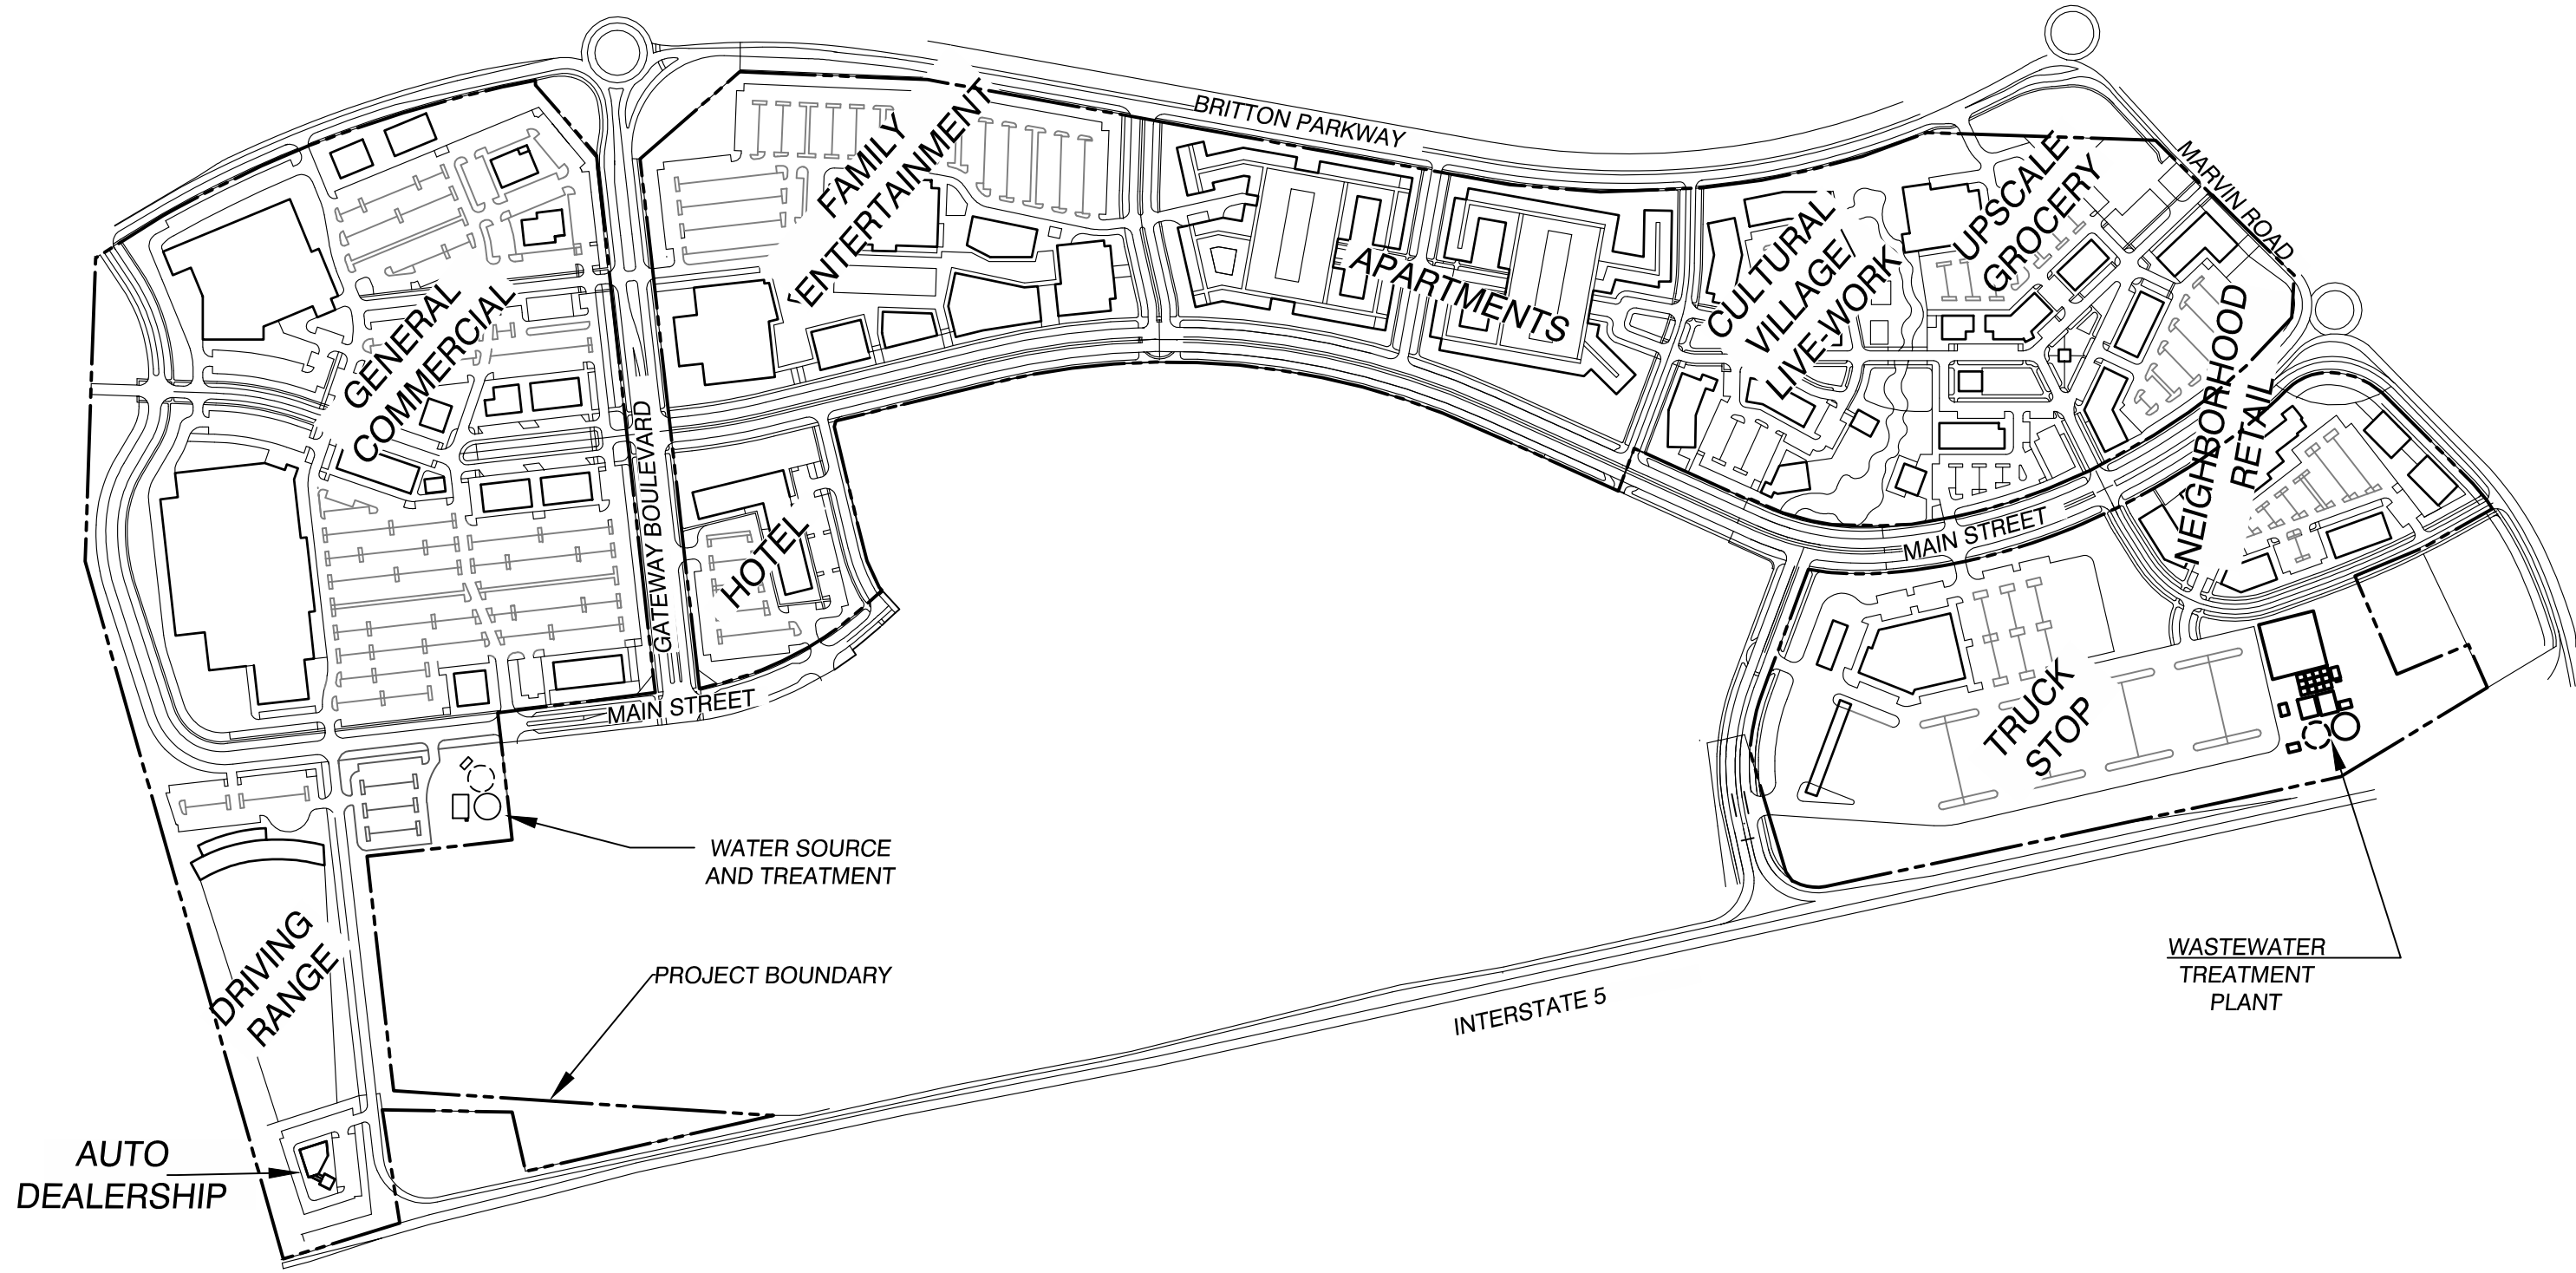 BRITTON PARKWAY
MARVIN ROAD
FAMILY
ENTERTAINMENT
GENERAL
COMMERCIAL
APARTMENTS
CULTURAL
VILLAGE/
LIVE-WORK
UPSCALE
GROCERY
NEIGHBORHOOD
RETAIL
GATEWAY BOULEVARD
HOTEL
MAIN STREET
MAIN STREET
TRUCK
STOP
WATER SOURCE
AND TREATMENT
PROJECT BOUNDARY
DRIVING
RANGE
WASTEWATER
TREATMENT
PLANT
INTERSTATE 5
AUTO
DEALERSHIP